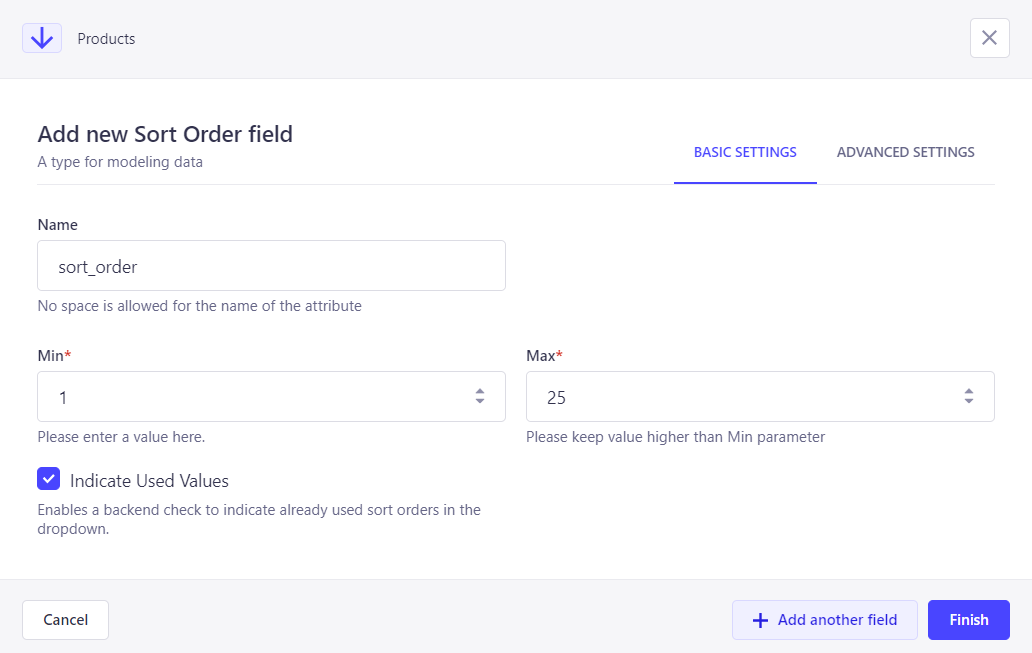 Products
Add new Sort Order field
A type for modeling data
BASIC SETTINGS
ADVANCED SETTINGS
Name
sort_order
No space is allowed for the name of the attribute
Min*
Max*
1
25
Please enter a value here.
Please keep value higher than Min parameter
Indicate Used Values
Enables a backend check to indicate already used sort orders in the
dropdown.
Cancel
Add another field
Finish